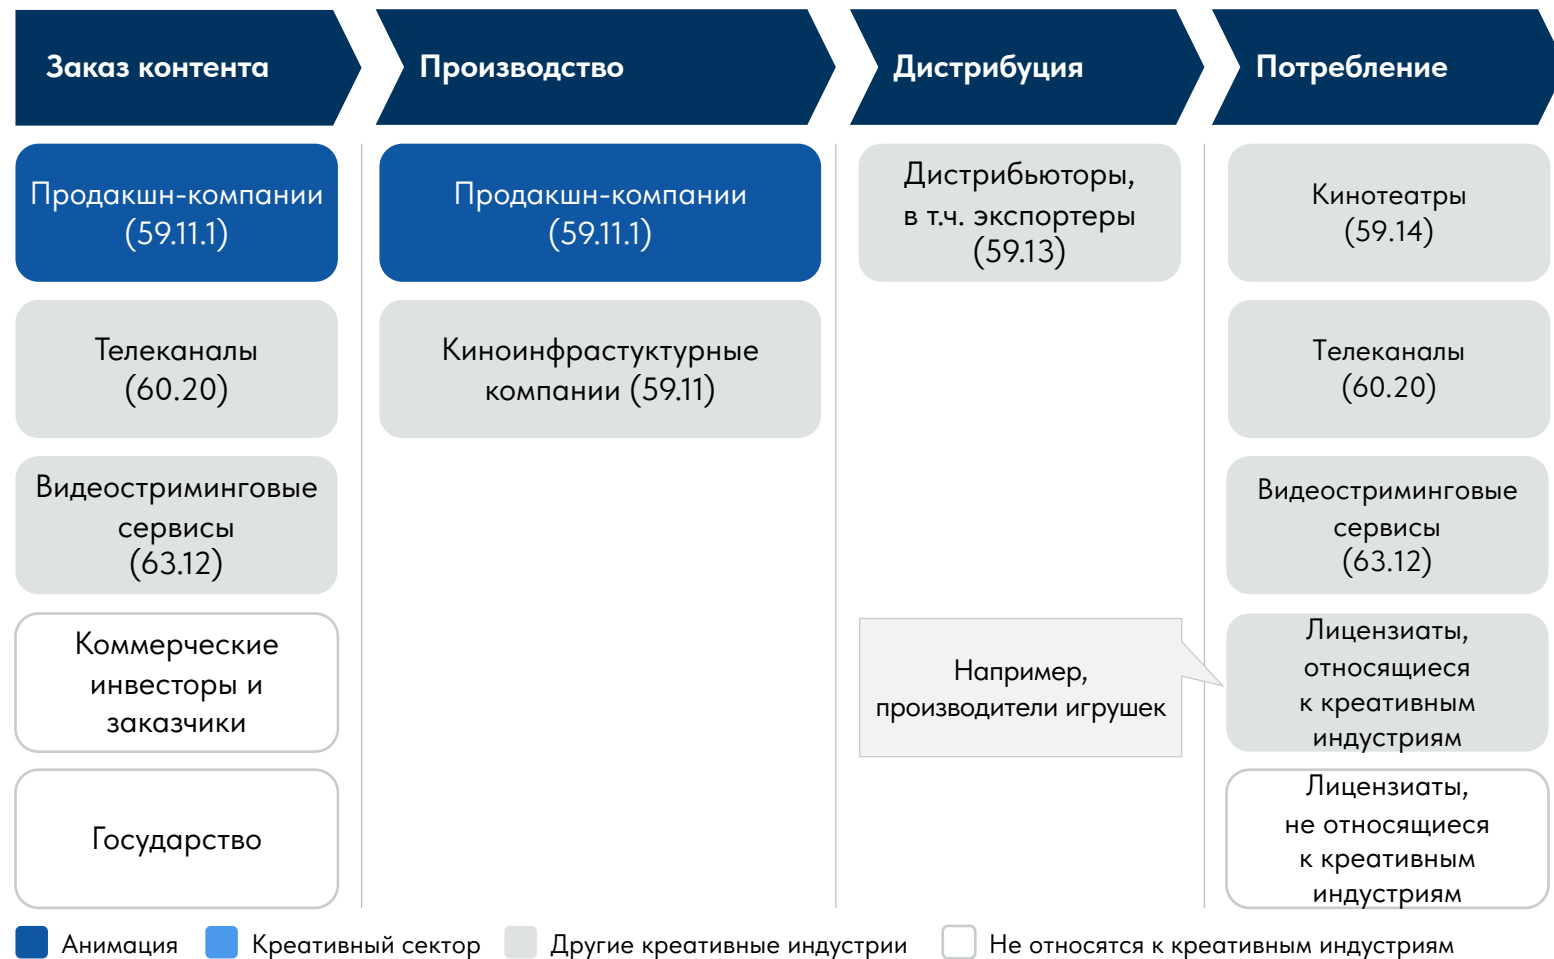 Заказ контента
Производство
Дистрибуция
Потребление
Продакшн-компании
(59.11.1)
Телеканалы
(60.20)
Видеостриминговые
сервисы
(63.12)
Коммерческие
инвесторы и
заказчики
Государство
Продакшн-компании
(59.11.1)
Киноинфрастуктурные
компании (59.11)
Дистрибьюторы,
в т.ч. экспортеры
(59.13)
Например,
производители игрушек
Кинотеатры
(59.14)
Телеканалы
(60.20)
Видеостриминговые
сервисы
(63.12)
Лицензиаты,
относящиеся
к креативным
индустриям
Лицензиаты,
не относящиеся
к креативным
индустриям
Анимация
Креативный сектор
Другие креативные индустрии
Не относятся к креативным индустриям